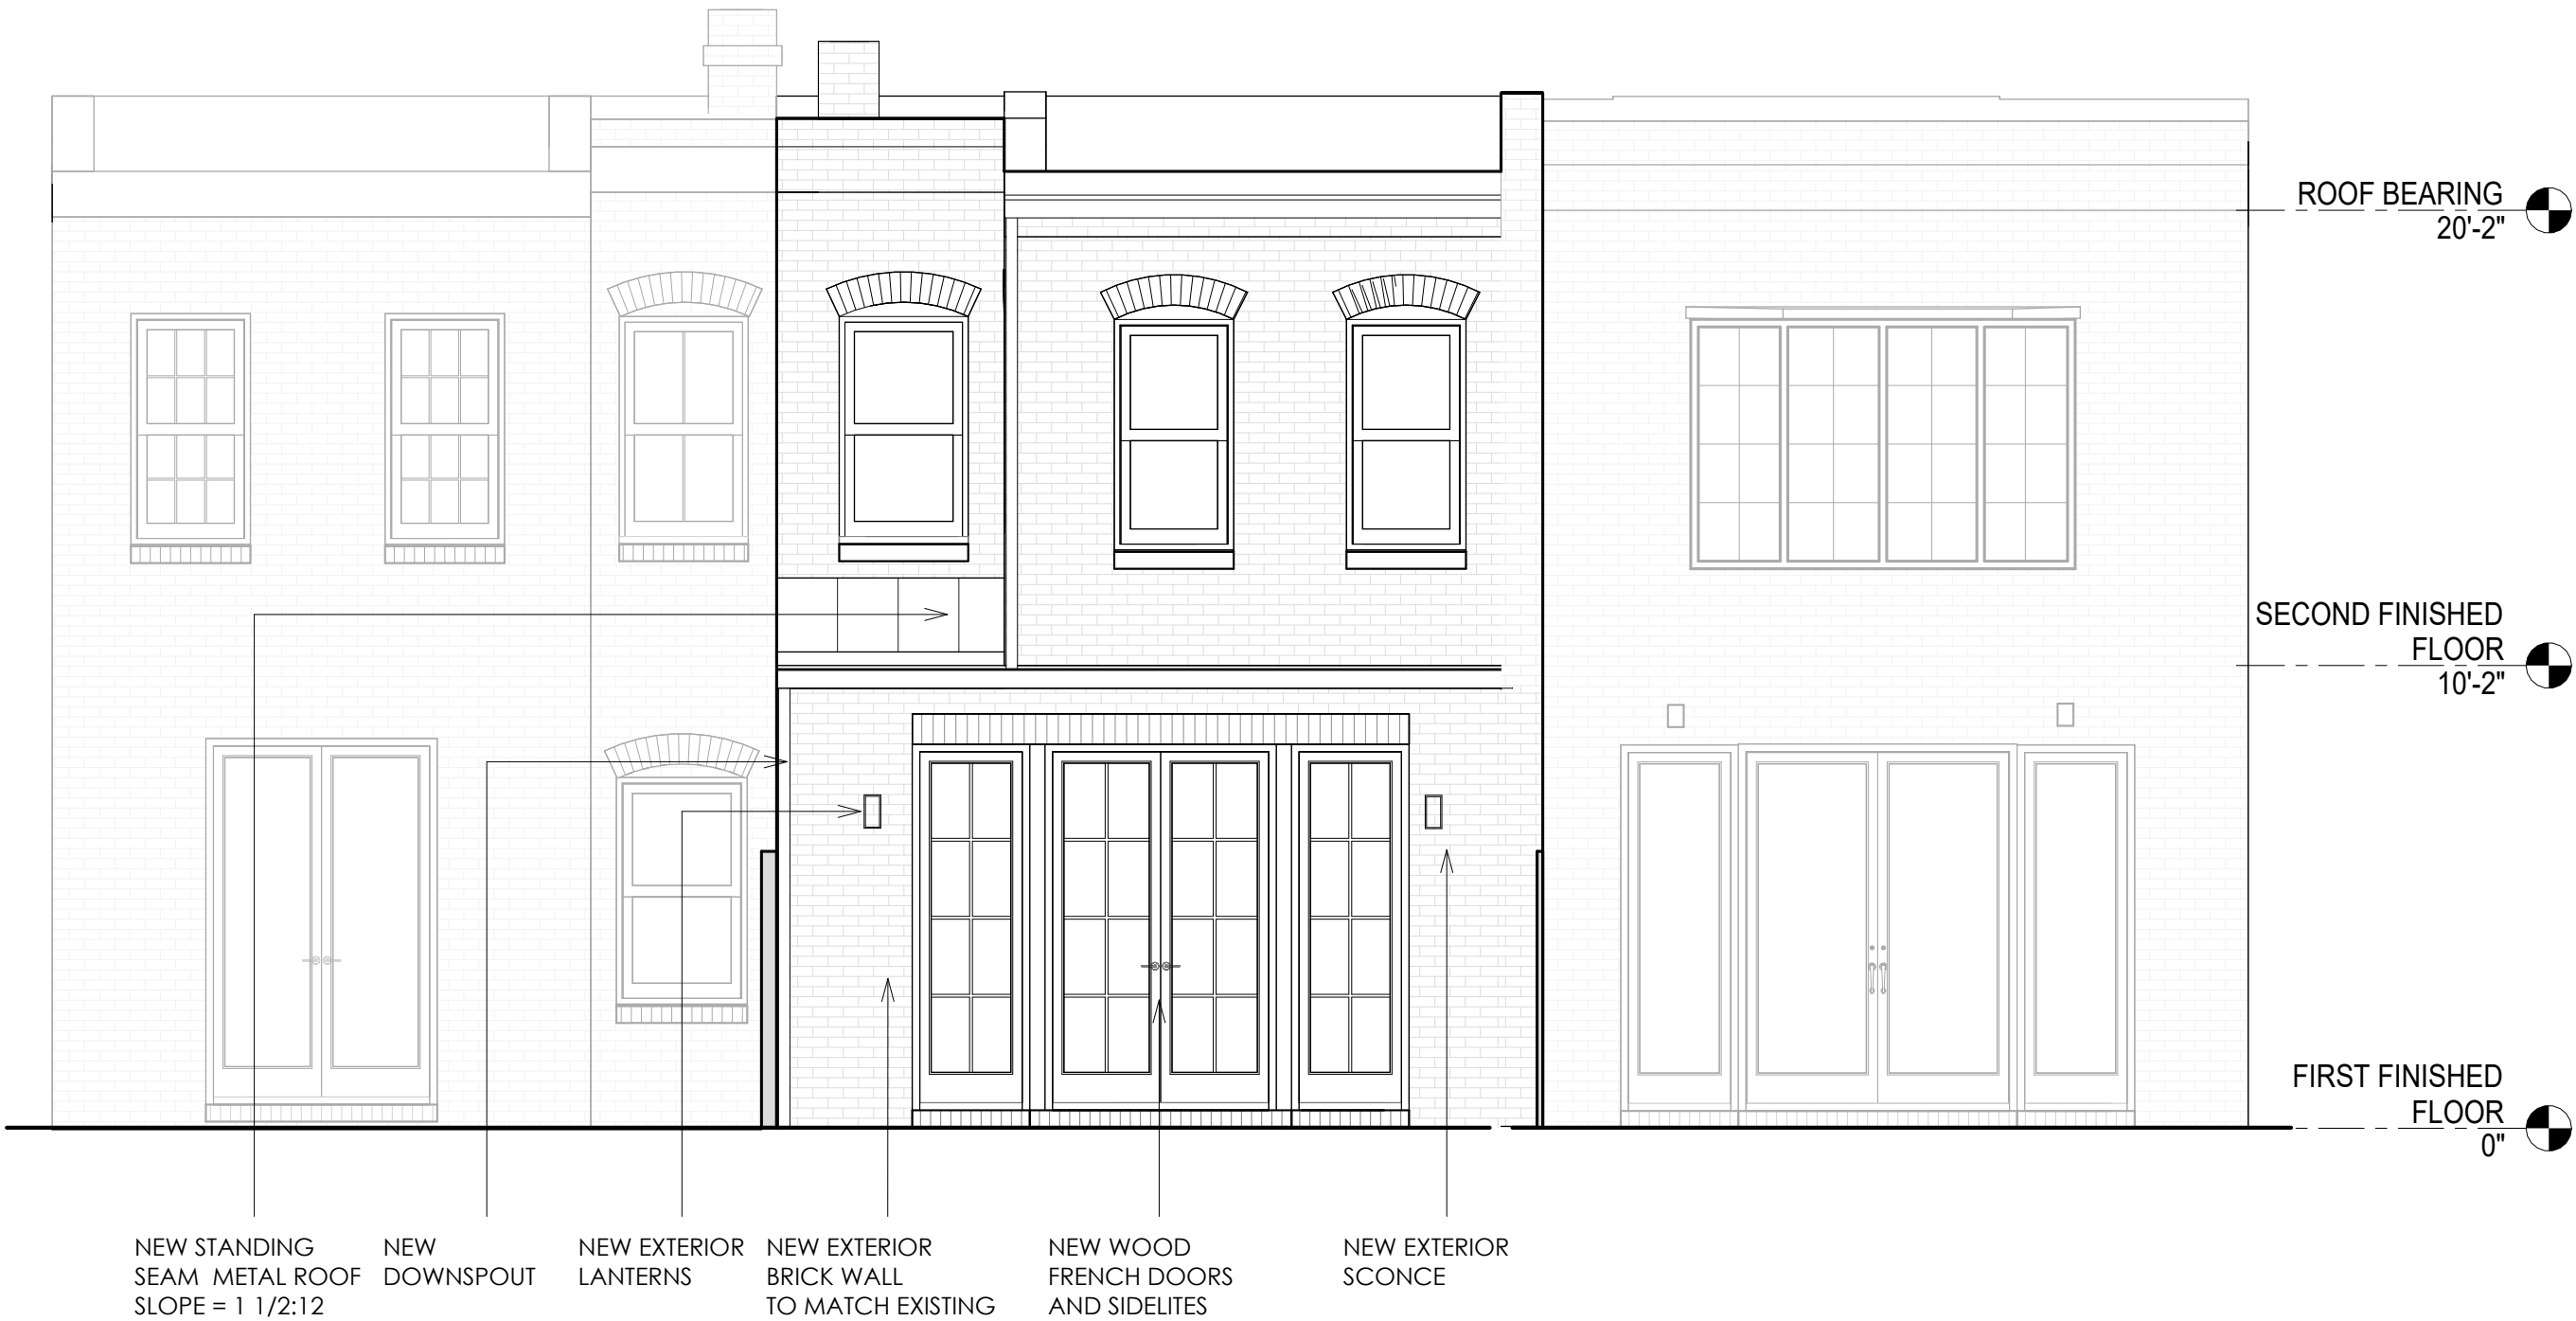 ROOF BEARING
20'-2"
SECOND FINISHED
FLOOR
10'-2"
FIRST FINISHED
FLOOR
0"
NEW STANDING
SEAM METAL ROOF
SLOPE = 1 1/2:12
NEW
DOWNSPOUT
NEW EXTERIOR
LANTERNS
NEW EXTERIOR
BRICK WALL
TO MATCH EXISTING
NEW WOOD
FRENCH DOORS
AND SIDELITES
NEW EXTERIOR
SCONCE